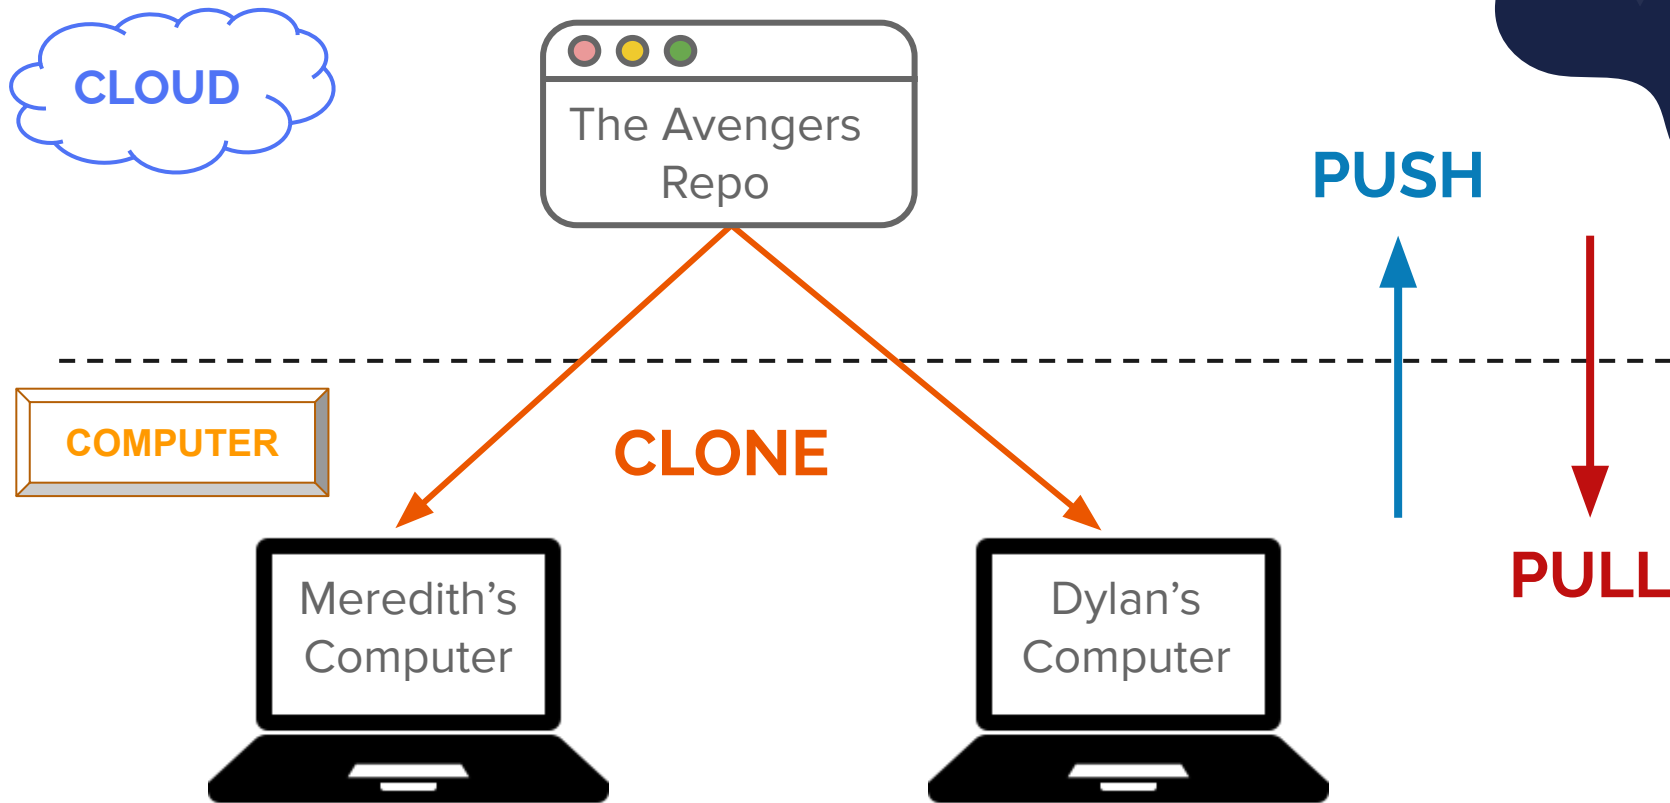 CLOUD
The Avengers
Repo
PUSH
COMPUTER
CLONE
PULL
Meredith’s
Computer
Dylan’s
Computer